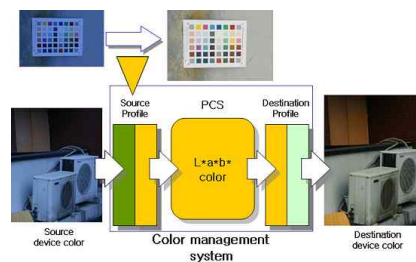 Source
Profile
PCS
Destination
Profile
L*a*b*
color
Source
device color
Color management
system
Destination
device color